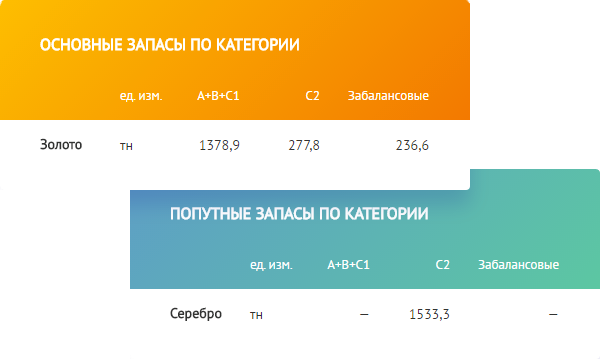 ОСНОВНЫЕ ЗАПАСЫ ПО КАТЕГОРИИ
ед. изм. A+B+C1 C2 Забалансовые
Золото тн 1378,9 277,8 236,6
ПОПУТНЫЕ ЗАПАСЫ ПО КАТЕГОРИИ
ед. изм. A+B+C1 C2 Забалансовые
Серебро тн — 1533,3 —